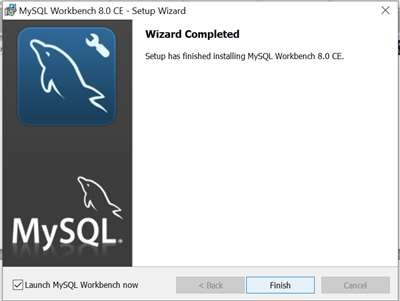 MySQL Workbench 8.0 CE - Setup Wizard
Wizard Completed
Setup has finished installing MySQL Workbench 8.0 CE.
MySQL®
Launch MySQL Workbench now
< Back
Finish
Cancel